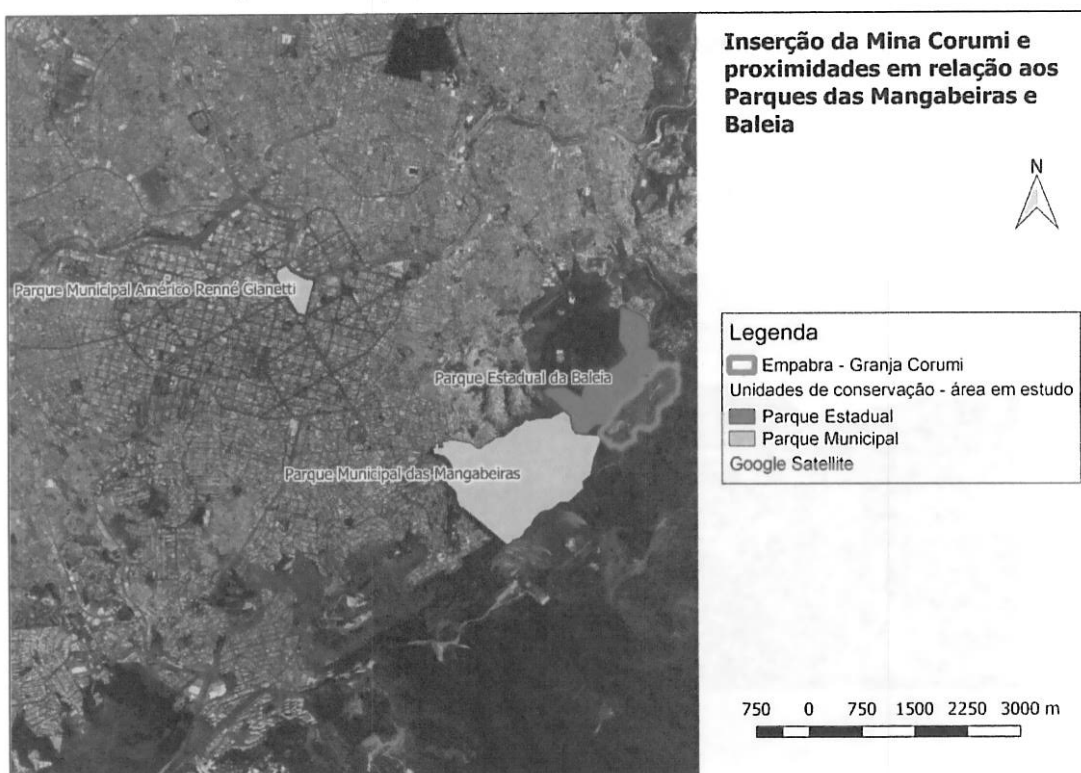 Inserção da Mina Corumi e
proximidades em relação aos
Parques das Mangabeiras e
Baleia
N
Parque Municipal Américo Renné Gianetti
Parque Estadual da Baleia
Parque Municipal das Mangabeiras
Legenda
Empabra - Granja Corumi
Unidades de conservação - área em estudo
Parque Estadual
Parque Municipal
Google Satellite
750 0 750 1500 2250 3000 m